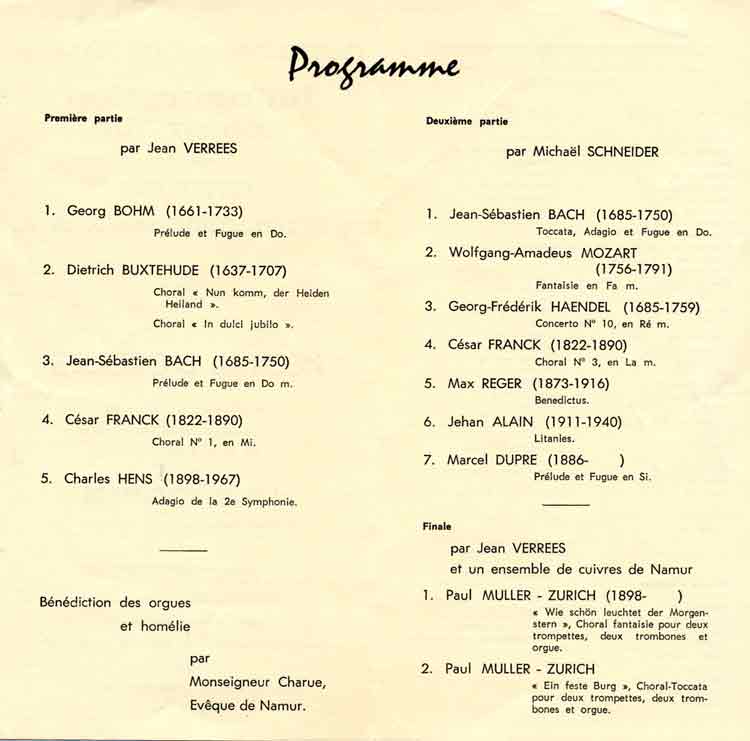 Programme
Première partie
par Jean VERREES
1. Georg BOHM (1661-1733)
Prélude et Fugue en Do.
2. Dietrich BUXTEHUDE (1637-1707)
Choral « Nun komm, der Heiden
Heiland ».
Choral « In dulci jubilo ».
3. Jean-Sébastien BACH (1685-1750)
Prélude et Fugue en Do m.
4. César FRANCK (1822-1890)
Choral N° 1, en Mi.
5. Charles HENS (1898-1967)
Adagio de la 2e Symphonie.
Bénédiction des orgues
et homélie
par
Monseigneur Charue,
Evêque de Namur.
Deuxième partie
par Michaël SCHNEIDER
1. Jean-Sébastien BACH (1685-1750)
Toccata, Adagio et Fugue en Do.
2. Wolfgang-Amadeus MOZART
(1756-1791)
Fantaisie en Fa m.
3. Georg-Frédérik HAENDEL (1685-1759)
Concerto N° 10, en Ré m.
4. César FRANCK (1822-1890)
Choral N° 3, en La m.
5. Max REGER (1873-1916)
Benedictus.
6. Jehan ALAIN (1911-1940)
Litanies.
7. Marcel DUPRE (1886- )
Prélude et Fugue en Si.
Finale
par Jean VERREES
et un ensemble de cuivres de Namur
1. Paul MULLER - ZURICH (1898- )
« Wie schön leuchtet der Morgen-
stern », Choral fantaisie pour deux
trompettes, deux trombones et
orgue.
2. Paul MULLER - ZURICH
« Ein feste Burg », Choral-Toccata
pour deux trompettes, deux trom-
bones et orgue.